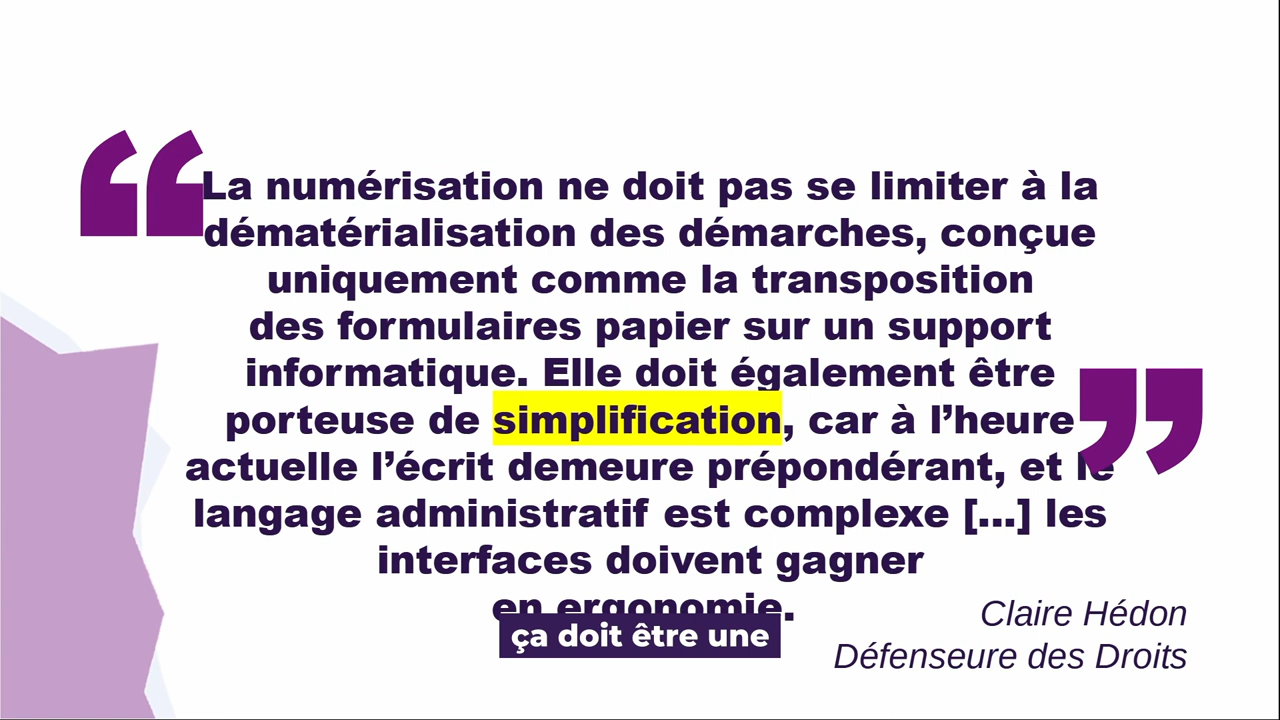 “La numérisation ne doit pas se limiter à la
dématérialisation des démarches, conçue
uniquement comme la transposition
des formulaires papier sur un support
informatique. Elle doit également être
porteuse de simplification, car à l’heure
actuelle l’écrit demeure prépondérant, et le
langage administratif est complexe [...] les
interfaces doivent gagner
en ergonomie.”
ça doit être une
Claire Hédon
Défenseure des Droits